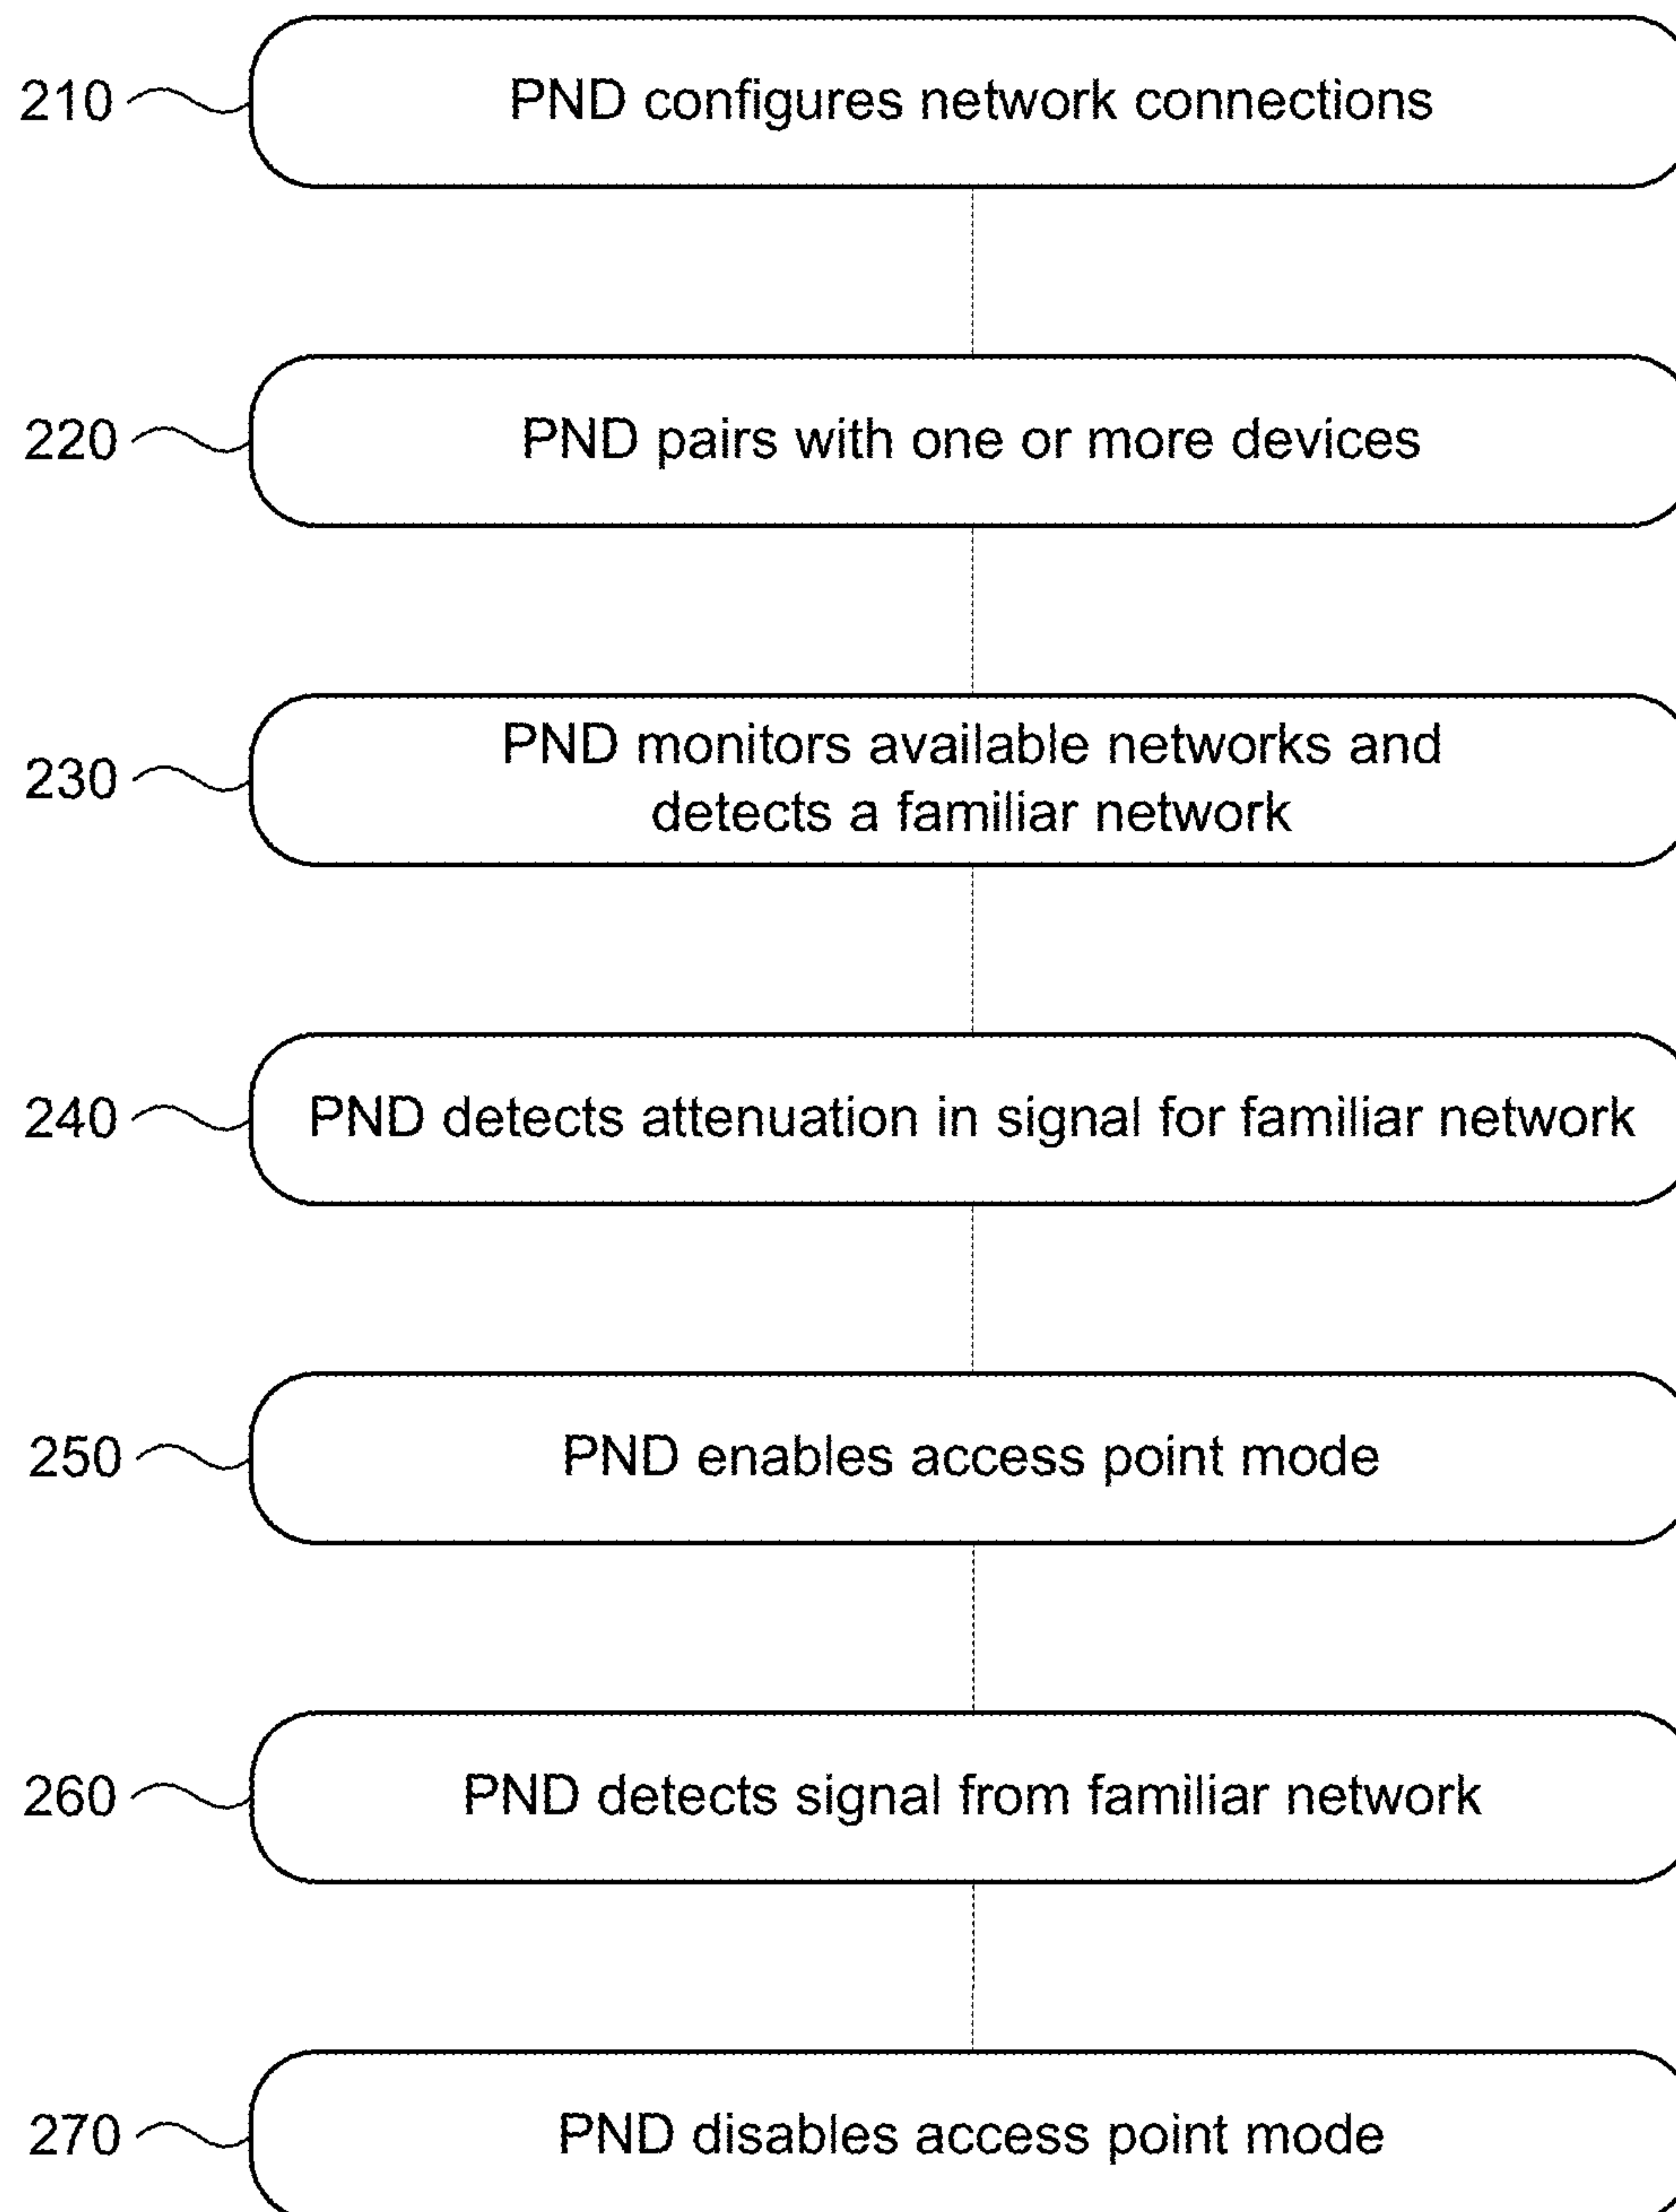 210
PND configures network connections
220
PND pairs with one or more devices
230
PND monitors available networks and
detects a familiar network
240
PND detects attenuation in signal for familiar network
250
PND enables access point mode
260
PND detects signal from familiar network
270
PND disables access point mode